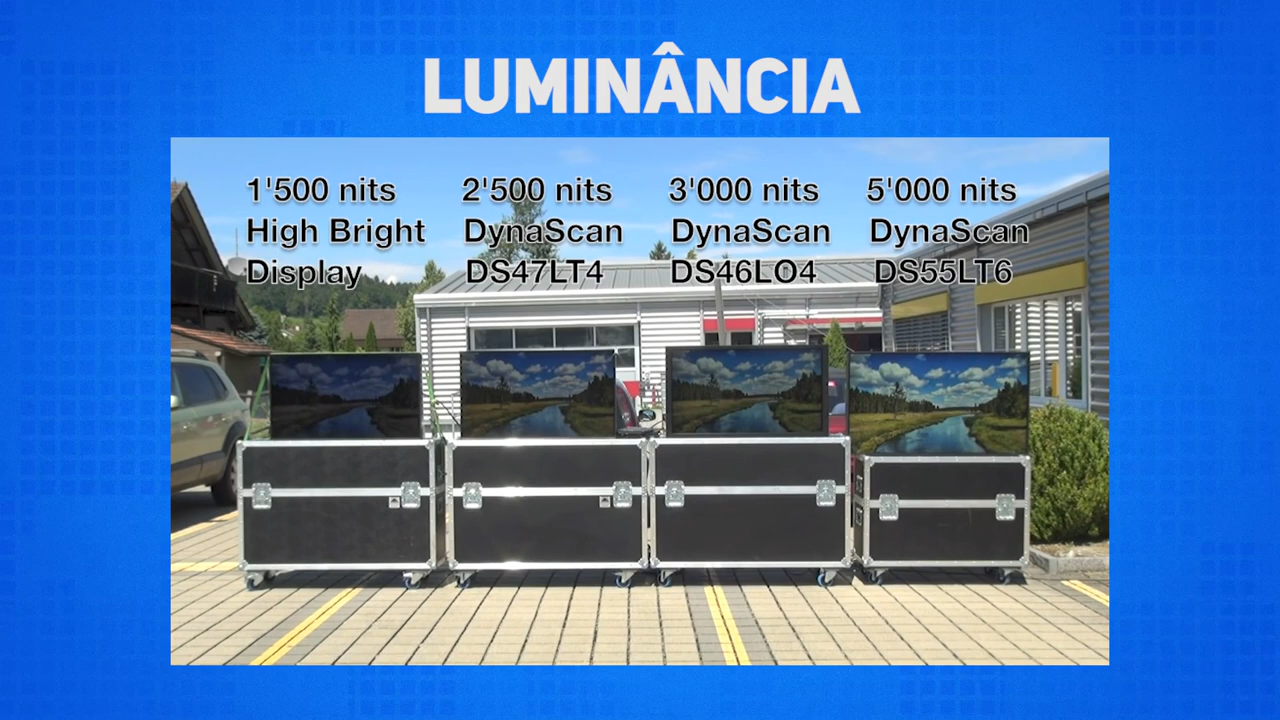 LUMINÂNCIA
1'500 nits
High Bright
Display
2'500 nits
DynaScan
DS47LT4
3'000 nits
DynaScan
DS46LO4
5'000 nits
DynaScan
DS55LT6